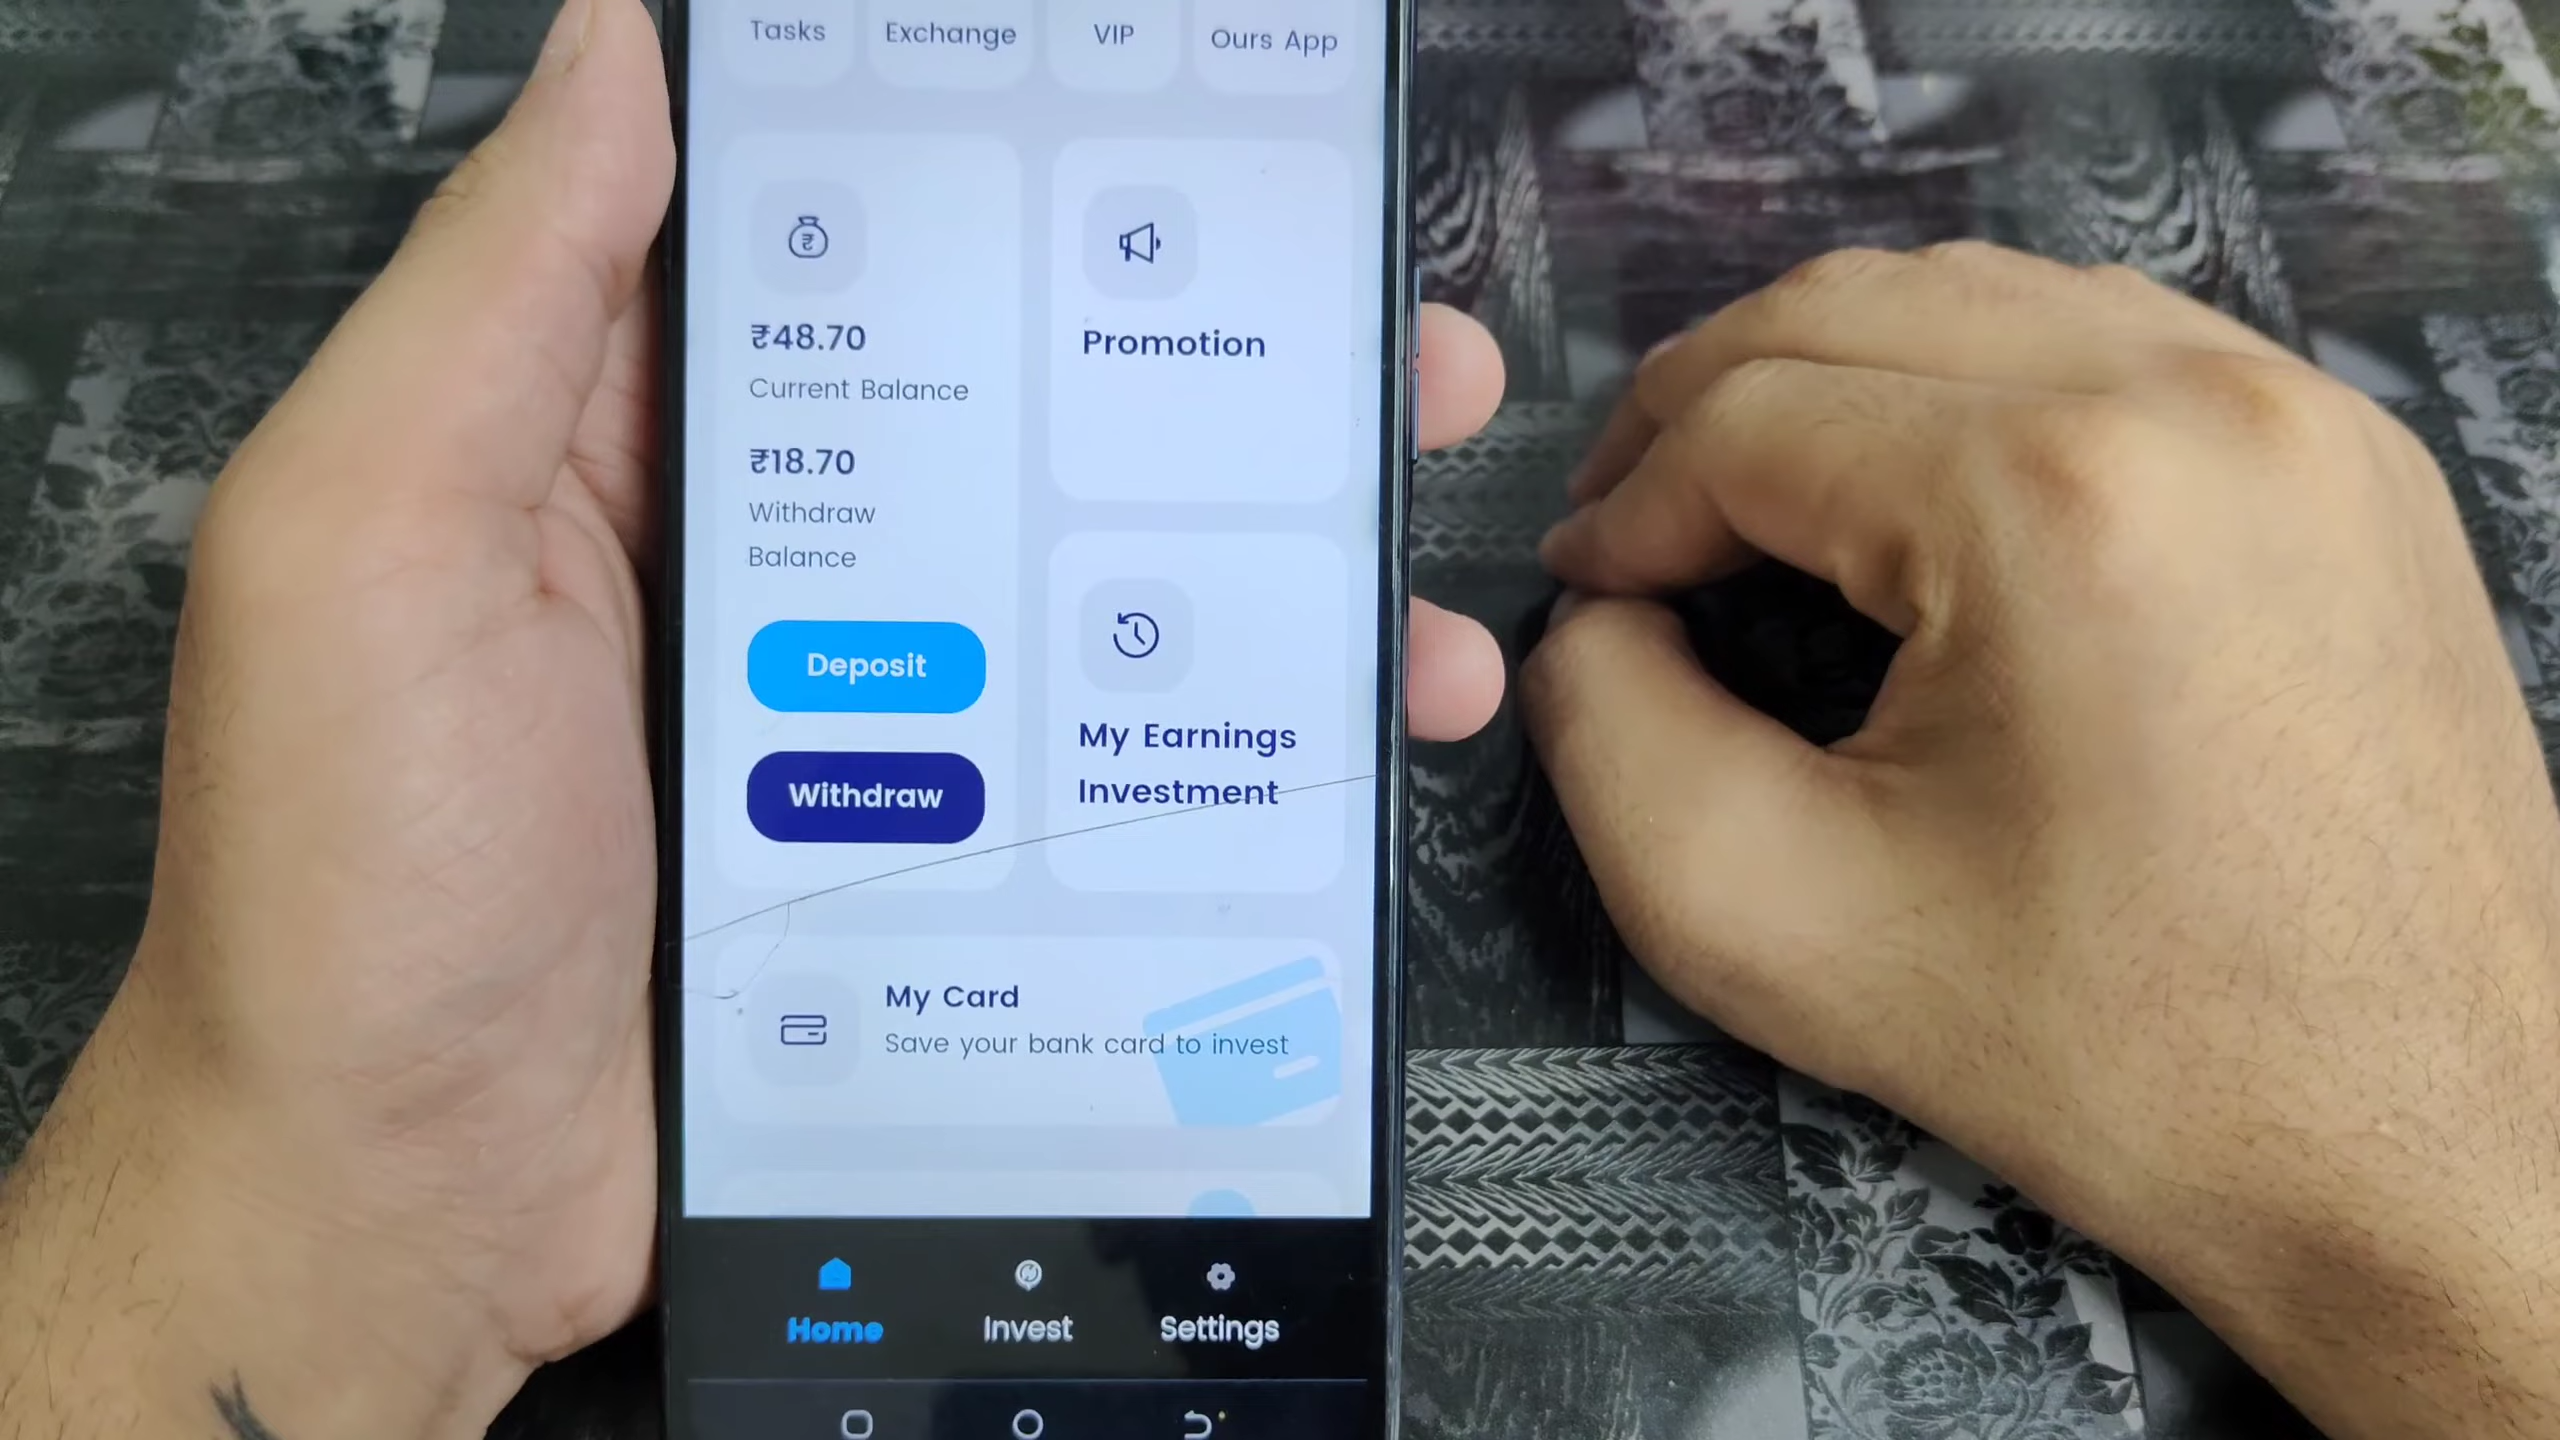 Tasks
Exchange
VIP
Ours App
₹
₹48.70
Current Balance
₹18.70
Withdraw
Balance
Deposit
Withdraw
Promotion
My Earnings
Investment
My Card
Save your bank card to invest
Home
Invest
Settings